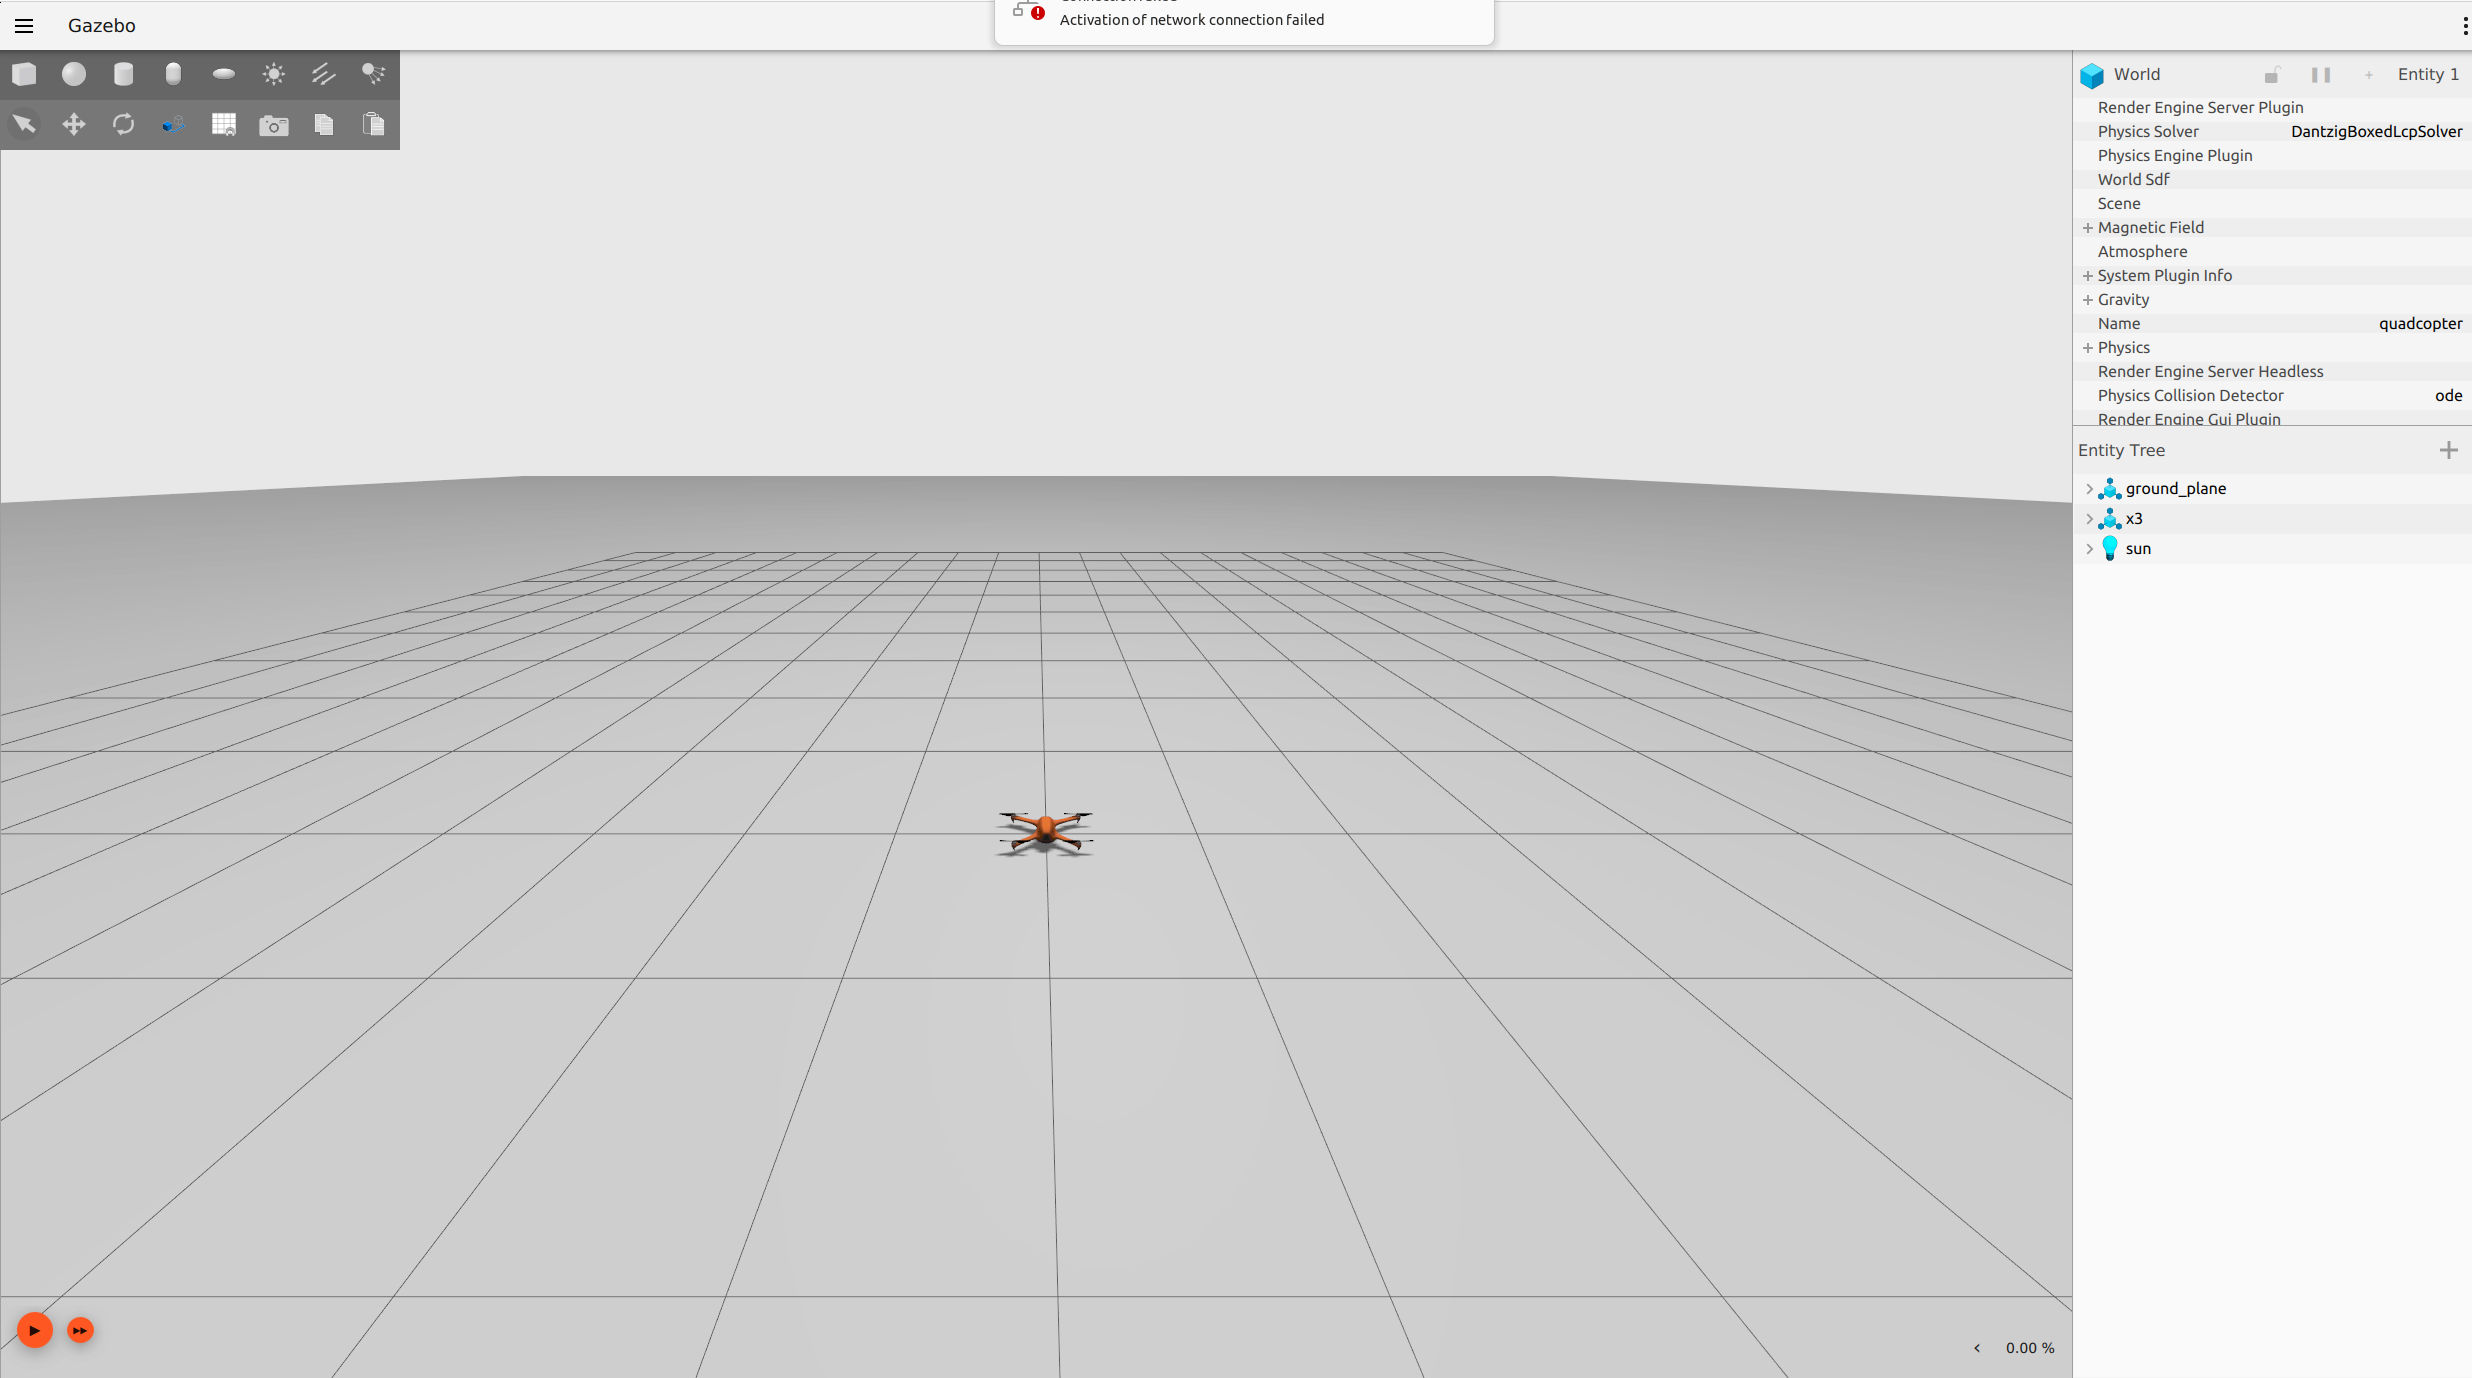 Activation of network connection failed
Gazebo
World Entity 1
Render Engine Server Plugin
Physics Solver DantzigBoxedLcpSolver
Physics Engine Plugin
World Sdf
Scene
Magnetic Field
Atmosphere
System Plugin Info
Gravity
Name quadcopter
Physics
Render Engine Server Headless
Physics Collision Detector ode
Render Engine Gui Plugin
Entity Tree
ground_plane
x3
sun
0.00 %